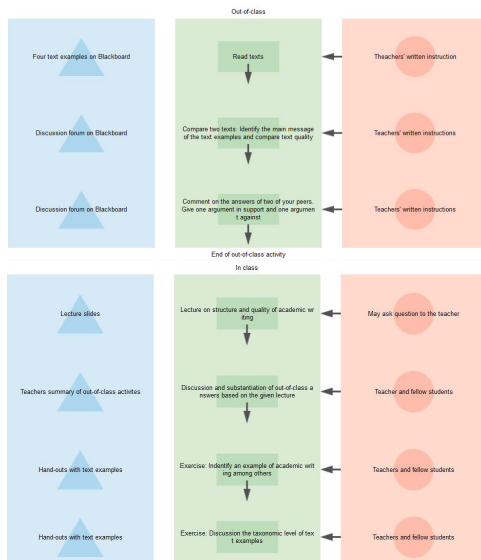 Out-of-class
Four text examples on Blackboard
Read texts
Theachers' written instruction
Discussion forum on Blackboard
Compare two texts: Identify the main message
of the text examples and compare text quality
Teachers' written instructions
Discussion forum on Blackboard
Comment on the answers of two of your peers.
Give one argument in support and one argumen
t against
Teachers' written instructions
End of out-of-class activity
In class
Lecture slides
Lecture on structure and quality of academic wr
iting
May ask question to the teacher
Teachers summary of out-of-class activites
Discussion and substantiation of out-of-class a
nswers based on the given lecture
Teacher and fellow students
Hand-outs with text examples
Exercise: Indentify an example of academic writ
ing among others
Teachers and fellow students
Hand-outs with text examples
Exercise: Discussion the taxonomic level of tex
t examples
Teachers and fellow students